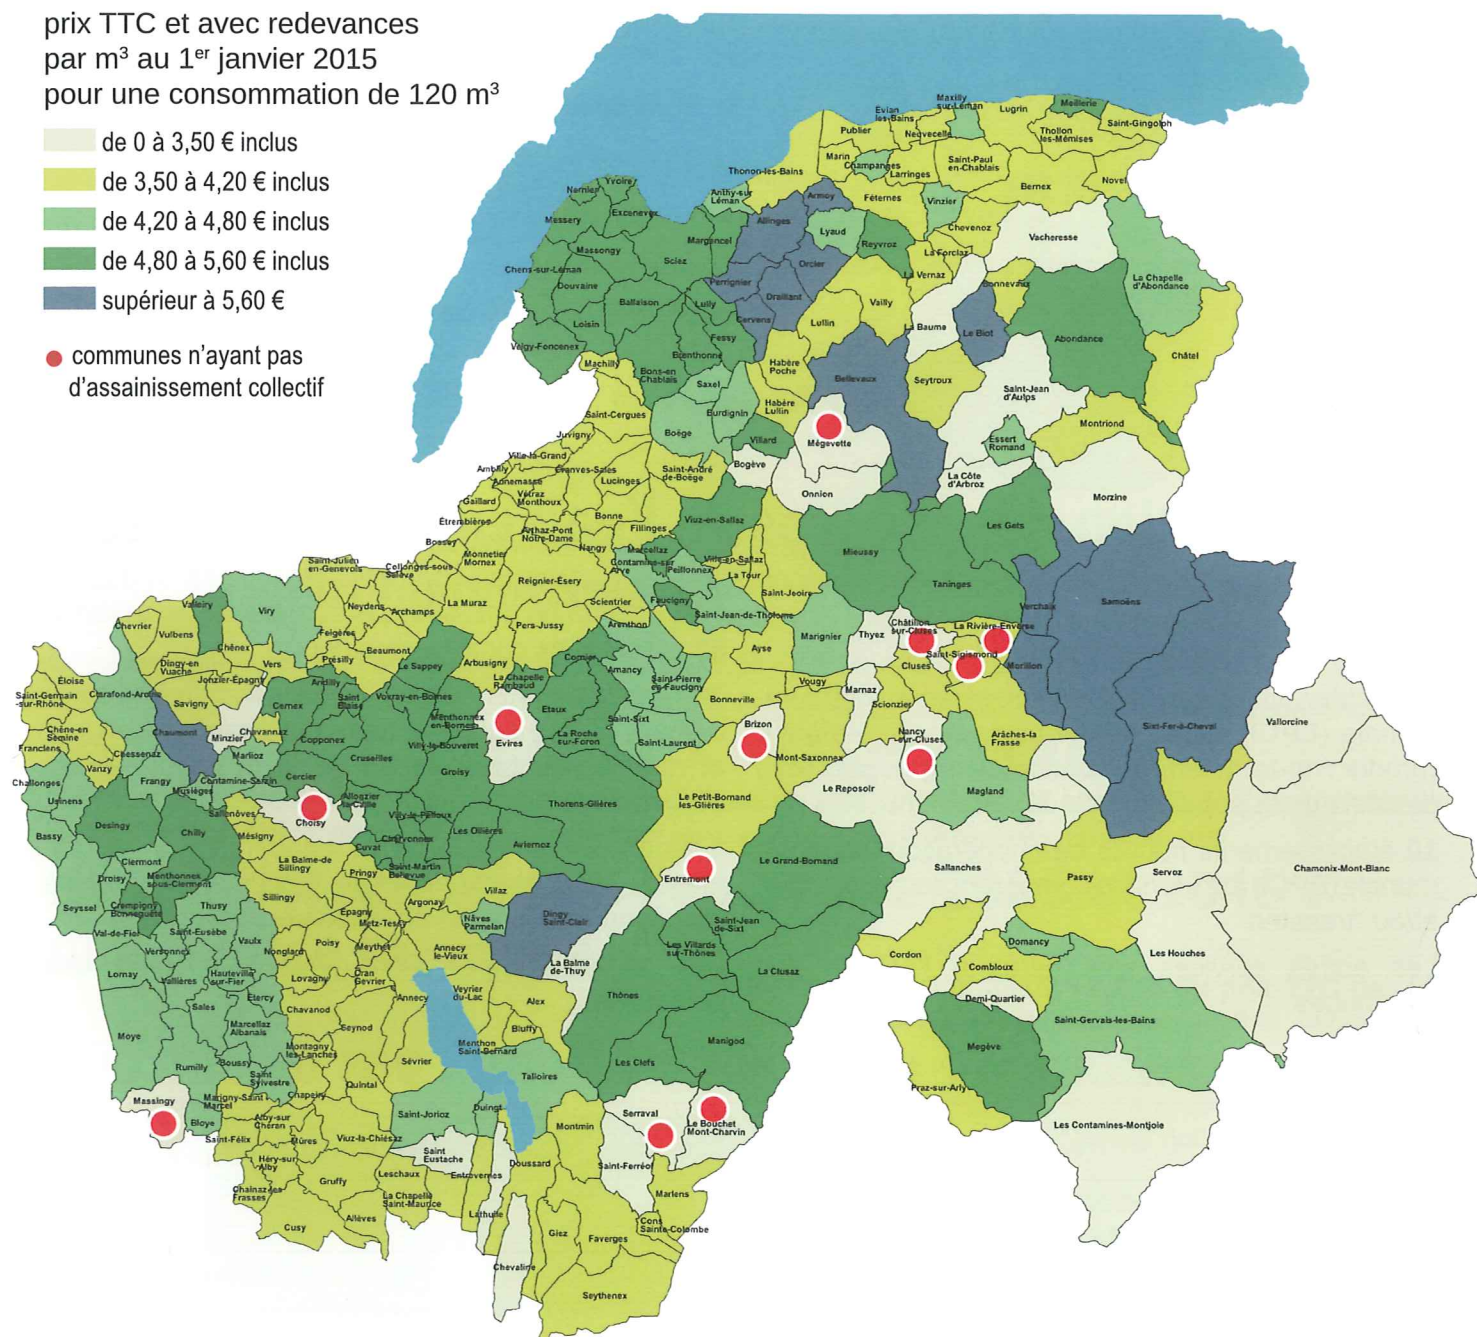 prix TTC et avec redevances
par m³ au 1er janvier 2015
pour une consommation de 120 m³
de 0 à 3,50 € inclus
de 3,50 à 4,20 € inclus
de 4,20 à 4,80 € inclus
de 4,80 à 5,60 € inclus
supérieur à 5,60 €
communes n'ayant pas
d'assainissement collectif
Évian
les-Bains
Maxilly
sur-Léman
Lugrin
Meillerie
Saint-Gingolph
Publier
Neuvecelle
Thollon
les-Mémises
Marin
Champanges
Larringes
Saint-Paul
en-Chablais
Bernex
Novel
Thonon-les-Bains
Anthy-sur
Léman
Armoy
Féternes
Vinzier
Nernier
Yvoire
Excenevex
Messery
Massongy
Sciez
Margencel
Allinges
Lyaud
Reyvroz
Chevenoz
La Forclaz
Vacheresse
La Chapelle
d'Abondance
Chens-sur-Léman
Douvaine
Ballaison
Perrignier
Orcier
Draillant
La Vernaz
Bonnevaux
Vailly
Loisin
Lully
Cervens
Lullin
La Baume
Le Biot
Abondance
Châtel
Veigy-Foncenex
Fessy
Brenthonne
Machilly
Bons-en
Chablais
Saxel
Habère
Poche
Bellevaux
Seytroux
Saint-Jean
d'Aulps
Saint-Cergues
Burdignin
Habère
Lullin
Boëge
Villard
Mégevette
Essert
Romand
Montriond
Juvigny
Ville-la-Grand
Ambilly
Annemasse
Cranves-Sales
Lucinges
Saint-André
de-Boëge
Bogève
Onnion
La Côte
d'Arbroz
Morzine
Gaillard
Vétraz
Monthoux
Bonne
Fillinges
Viuz-en-Sallaz
Les Gets
Étrembières
Arthaz-Pont
Notre-Dame
Nangy
Marcellaz
Mieussy
Bossey
Monnetier
Mornex
Contamine-sur
Arve
Peillonnex
Ville-en-Sallaz
La Tour
Saint-Jeoire
Taninges
Saint-Julien
en-Genevois
Collonges-sous
Salève
Reignier-Ésery
Scientrier
Faucigny
Saint-Jean-de-Tholome
Verchaix
Samoëns
Valleiry
Viry
Neydens
Archamps
La Muraz
Pers-Jussy
Arenthon
Marignier
Thyez
Châtillon
sur-Cluses
La Rivière-Enverse
Saint-Sigismond
Morillon
Chevrier
Vulbens
Chênex
Feigères
Beaumont
Présilly
Le Sappey
Arbusigny
Cornier
Amancy
Ayse
Cluses
Éloise
Dingy-en
Vuache
Vers
Jonzier-Épagny
Andilly
Saint
Blaise
Vovray-en-Bornes
La Chapelle
Rambaud
Saint-Pierre
en-Faucigny
Bonneville
Vougy
Marnaz
Scionzier
Saint-Germain
-sur-Rhône
Clarafond-Arcine
Savigny
Cernex
Menthonnex
en-Bornes
Etaux
Saint-Sixt
Brizon
Nancy
-sur-Cluses
Arâches-la
Frasse
Sixt-Fer-à-Cheval
Vallorcine
Chêne-en
Semine
Franclens
Chaumont
Minzier
Chavannaz
Copponex
Villy-le-Bouveret
Evires
La Roche
sur-Foron
Saint-Laurent
Mont-Saxonnex
Vanzy
Chessenaz
Marlioz
Cruseilles
Groisy
Challonges
Frangy
Contamine-Sarzin
Cercier
Musièges
Usinens
Sallenôves
Choisy
Allonzier
la-Caille
Villy-le-Pelloux
Thorens-Glières
Le Petit-Bornand
les-Glières
Le Reposoir
Magland
Bassy
Desingy
Chilly
Mésigny
Cuvat
Charvonnex
Les Ollières
Aviernoz
Clermont
Droisy
Menthonnex
sous-Clermont
La Balme-de
Sillingy
Pringy
Saint-Martin
Bellevue
Villaz
Entremont
Le Grand-Bornand
Sallanches
Passy
Servoz
Chamonix-Mont-Blanc
Seyssel
Crempigny
Bonneguête
Thusy
Sillingy
Épagny
Metz-Tessy
Argonay
Nâves
Parmelan
Dingy
Saint-Clair
Saint-Jean
de-Sixt
Val-de-Fier
Saint-Eusèbe
Versonnex
Vaulx
Nonglard
Poisy
Meythet
Annecy
le-Vieux
La Balme
de-Thuy
Les Villards
sur-Thônes
La Clusaz
Cordon
Domancy
Combloux
Les Houches
Lornay
Vallières
Hauteville
sur-Fier
Lovagny
Cran
Gevrier
Annecy
Veyrier
du-Lac
Alex
Thônes
Demi-Quartier
Sales
Étercy
Chavanod
Bluffy
Moye
Marcellaz
Albanais
Seynod
Menthon
Saint-Bernard
Manigod
Megève
Saint-Gervais-les-Bains
Rumilly
Boussy
Montagny
les-Lanches
Sévrier
Talloires
Les Clefs
Saint
Sylvestre
Quintal
Praz-sur-Arly
Massingy
Bloye
Marigny-Saint
Marcel
Chapeiry
Saint-Jorioz
Duingt
Serraval
Le Bouchet
Mont-Charvin
Les Contamines-Montjoie
Saint-Félix
Alby-sur
Chéran
Mûres
Viuz-la-Chiésaz
Montmin
Saint
Eustache
Héry-sur
Alby
Gruffy
Leschaux
Entrevernes
Doussard
Saint-Ferréol
Chainaz-les
Frasses
La Chapelle
Saint-Maurice
Marlens
Cusy
Allèves
Lathuile
Giez
Faverges
Cons
Sainte-Colombe
Chevaline
Seythenex